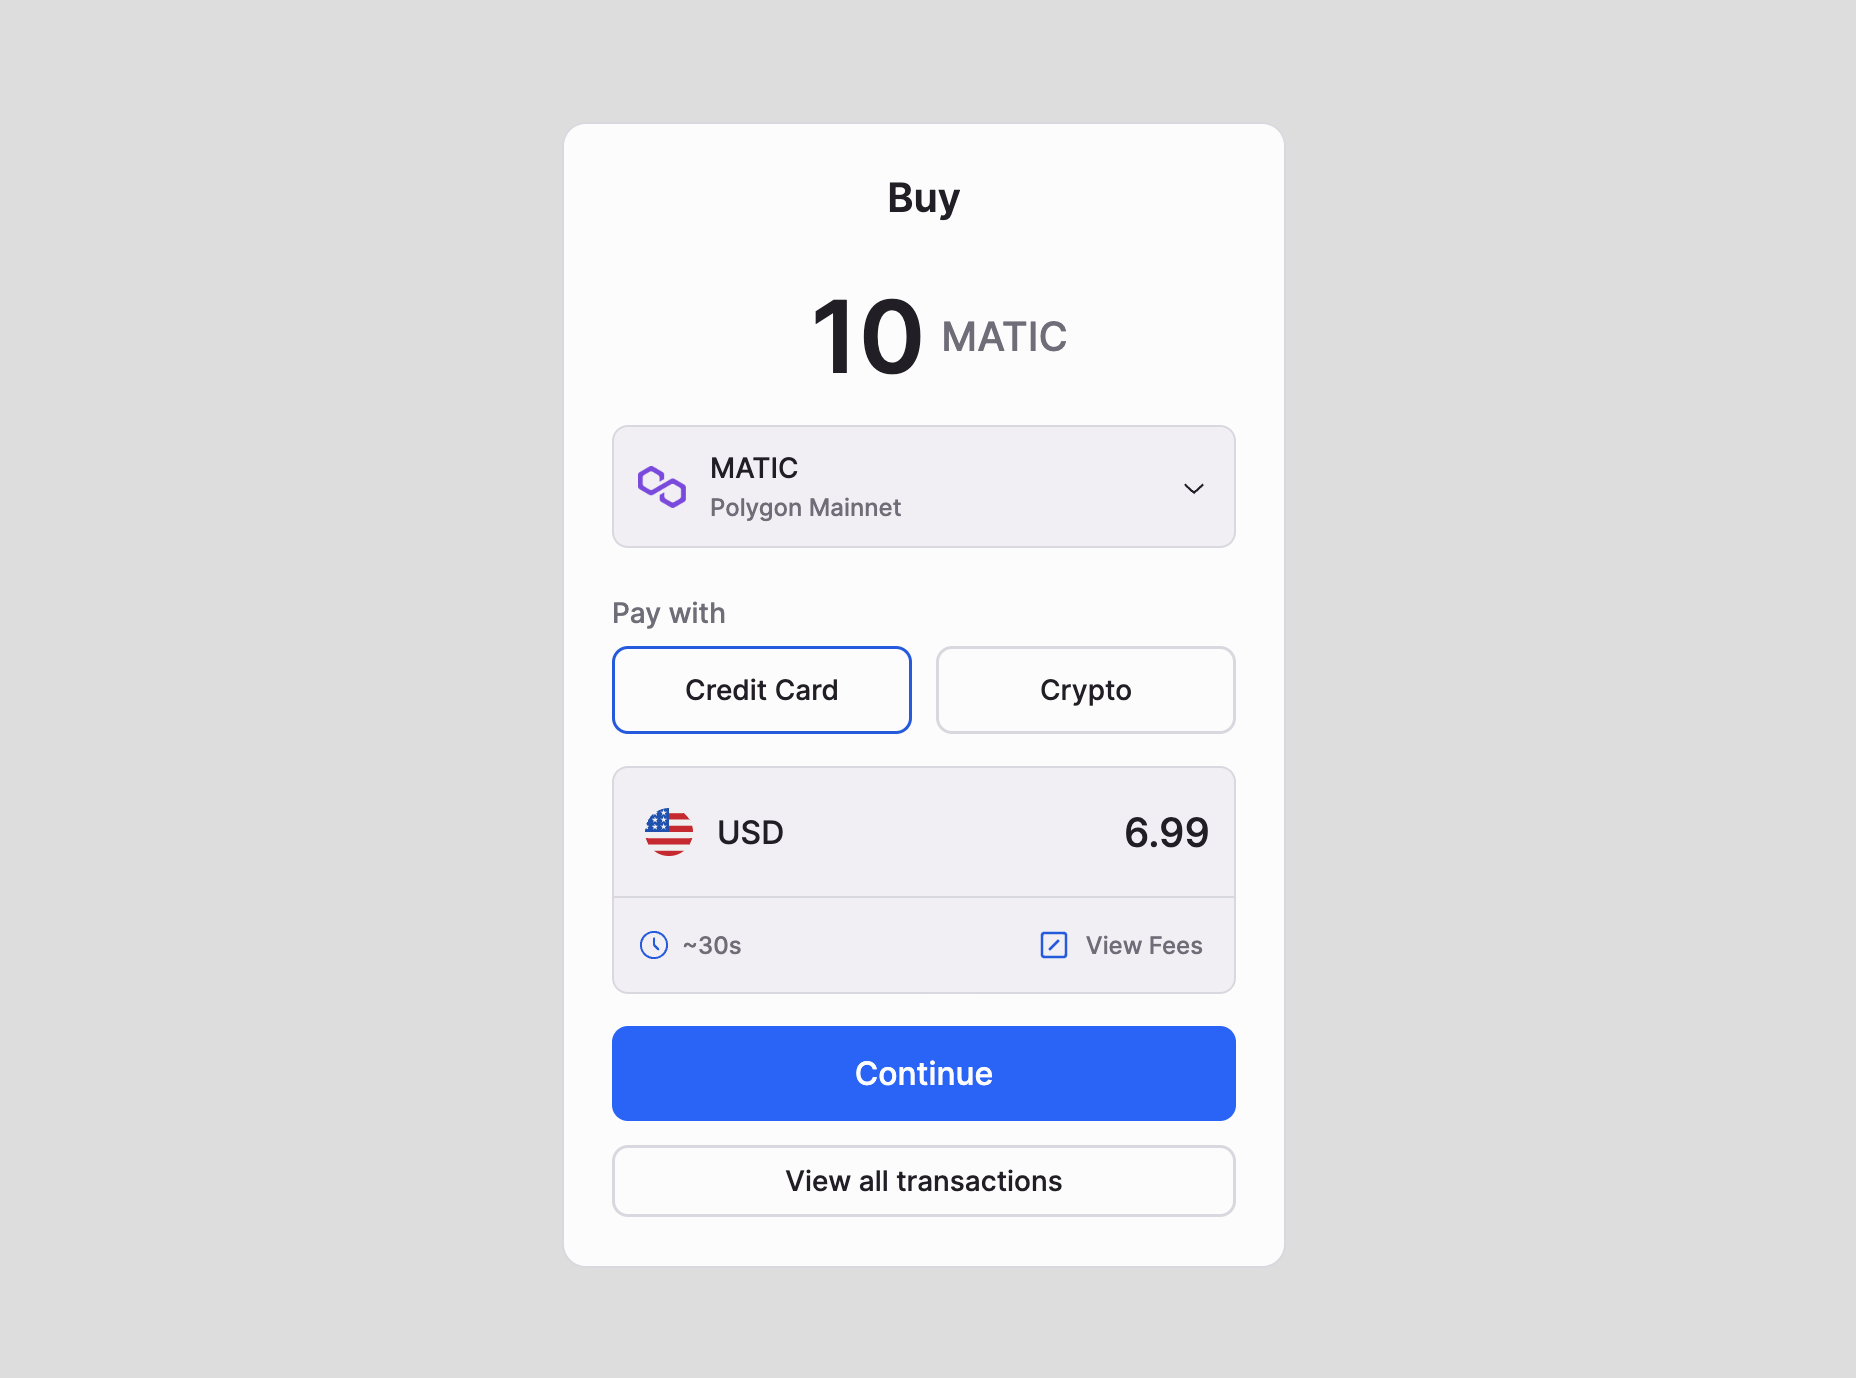 Buy
10 MATIC
MATIC
Polygon Mainnet
Pay with
Credit Card
Crypto
USD
6.99
~30s
View Fees
Continue
View all transactions